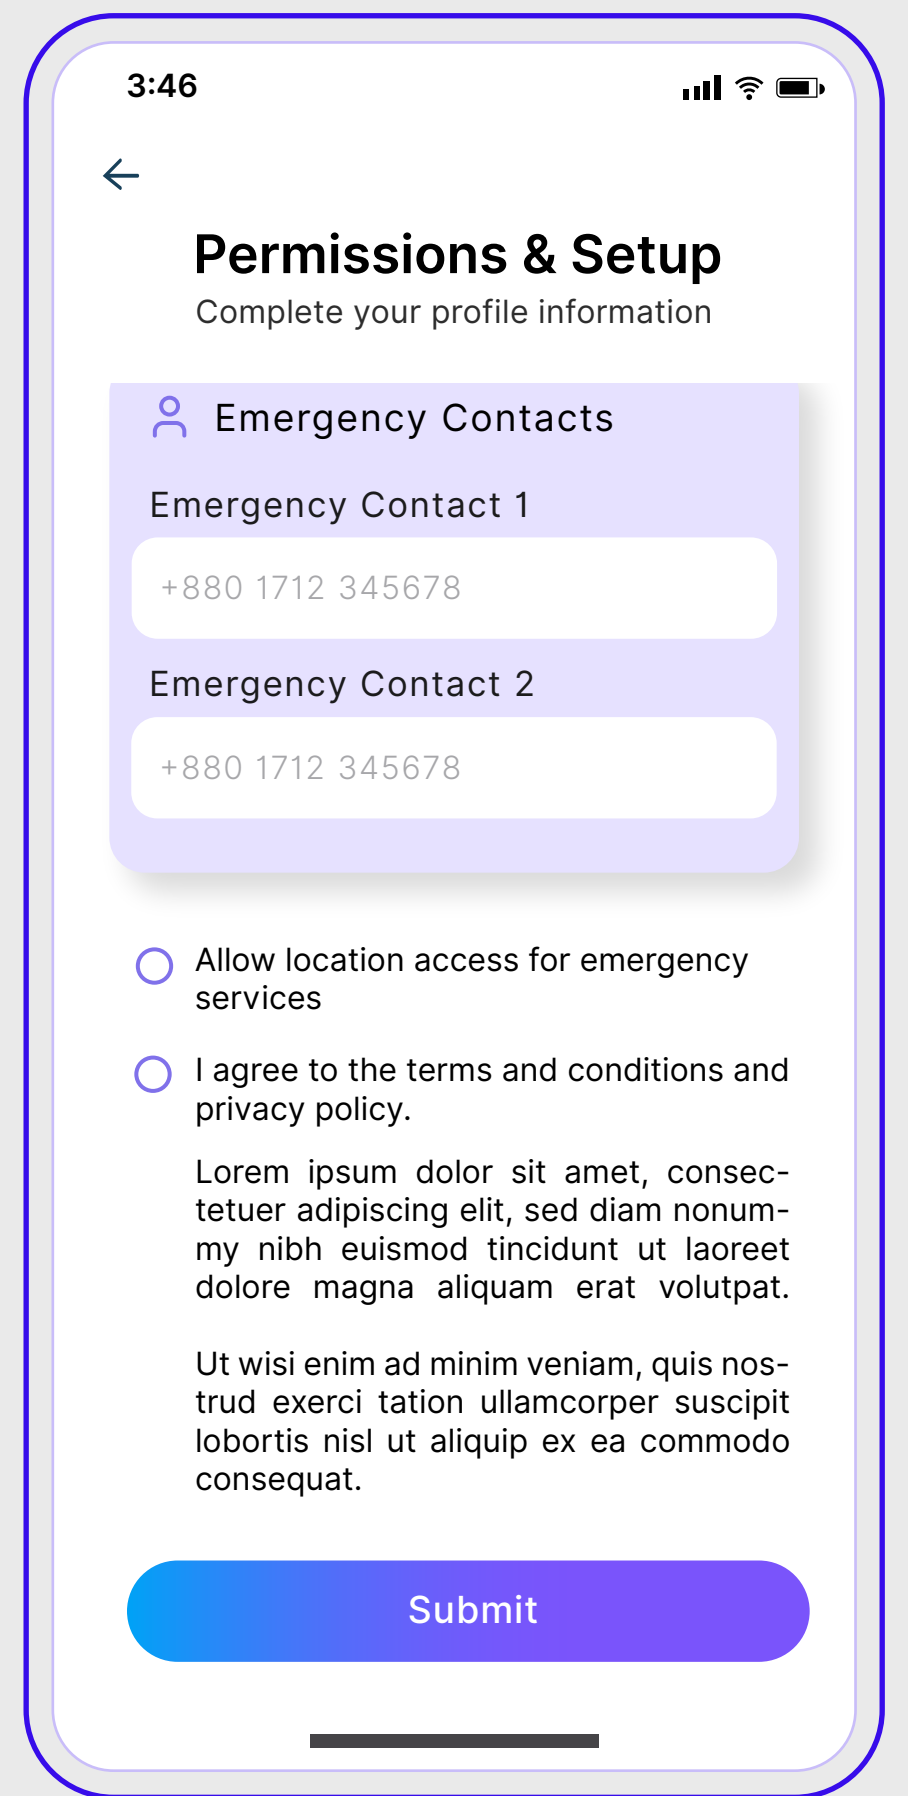 3:46
Permissions & Setup
Complete your profile information
Emergency Contacts
Emergency Contact 1
+880 1712 345678
Emergency Contact 2
+880 1712 345678
Allow location access for emergency
services
I agree to the terms and conditions and
privacy policy.
Lorem ipsum dolor sit amet, consec-
tetuer adipiscing elit, sed diam nonum-
my nibh euismod tincidunt ut laoreet
dolore magna aliquam erat volutpat.
Ut wisi enim ad minim veniam, quis nos-
trud exerci tation ullamcorper suscipit
lobortis nisl ut aliquip ex ea commodo
consequat.
Submit